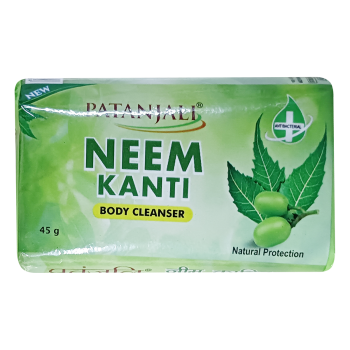 NEW
PATANJALI®
ANTIBACTERIAL
NEEM
KANTI
BODY CLEANSER
45 g
Natural Protection